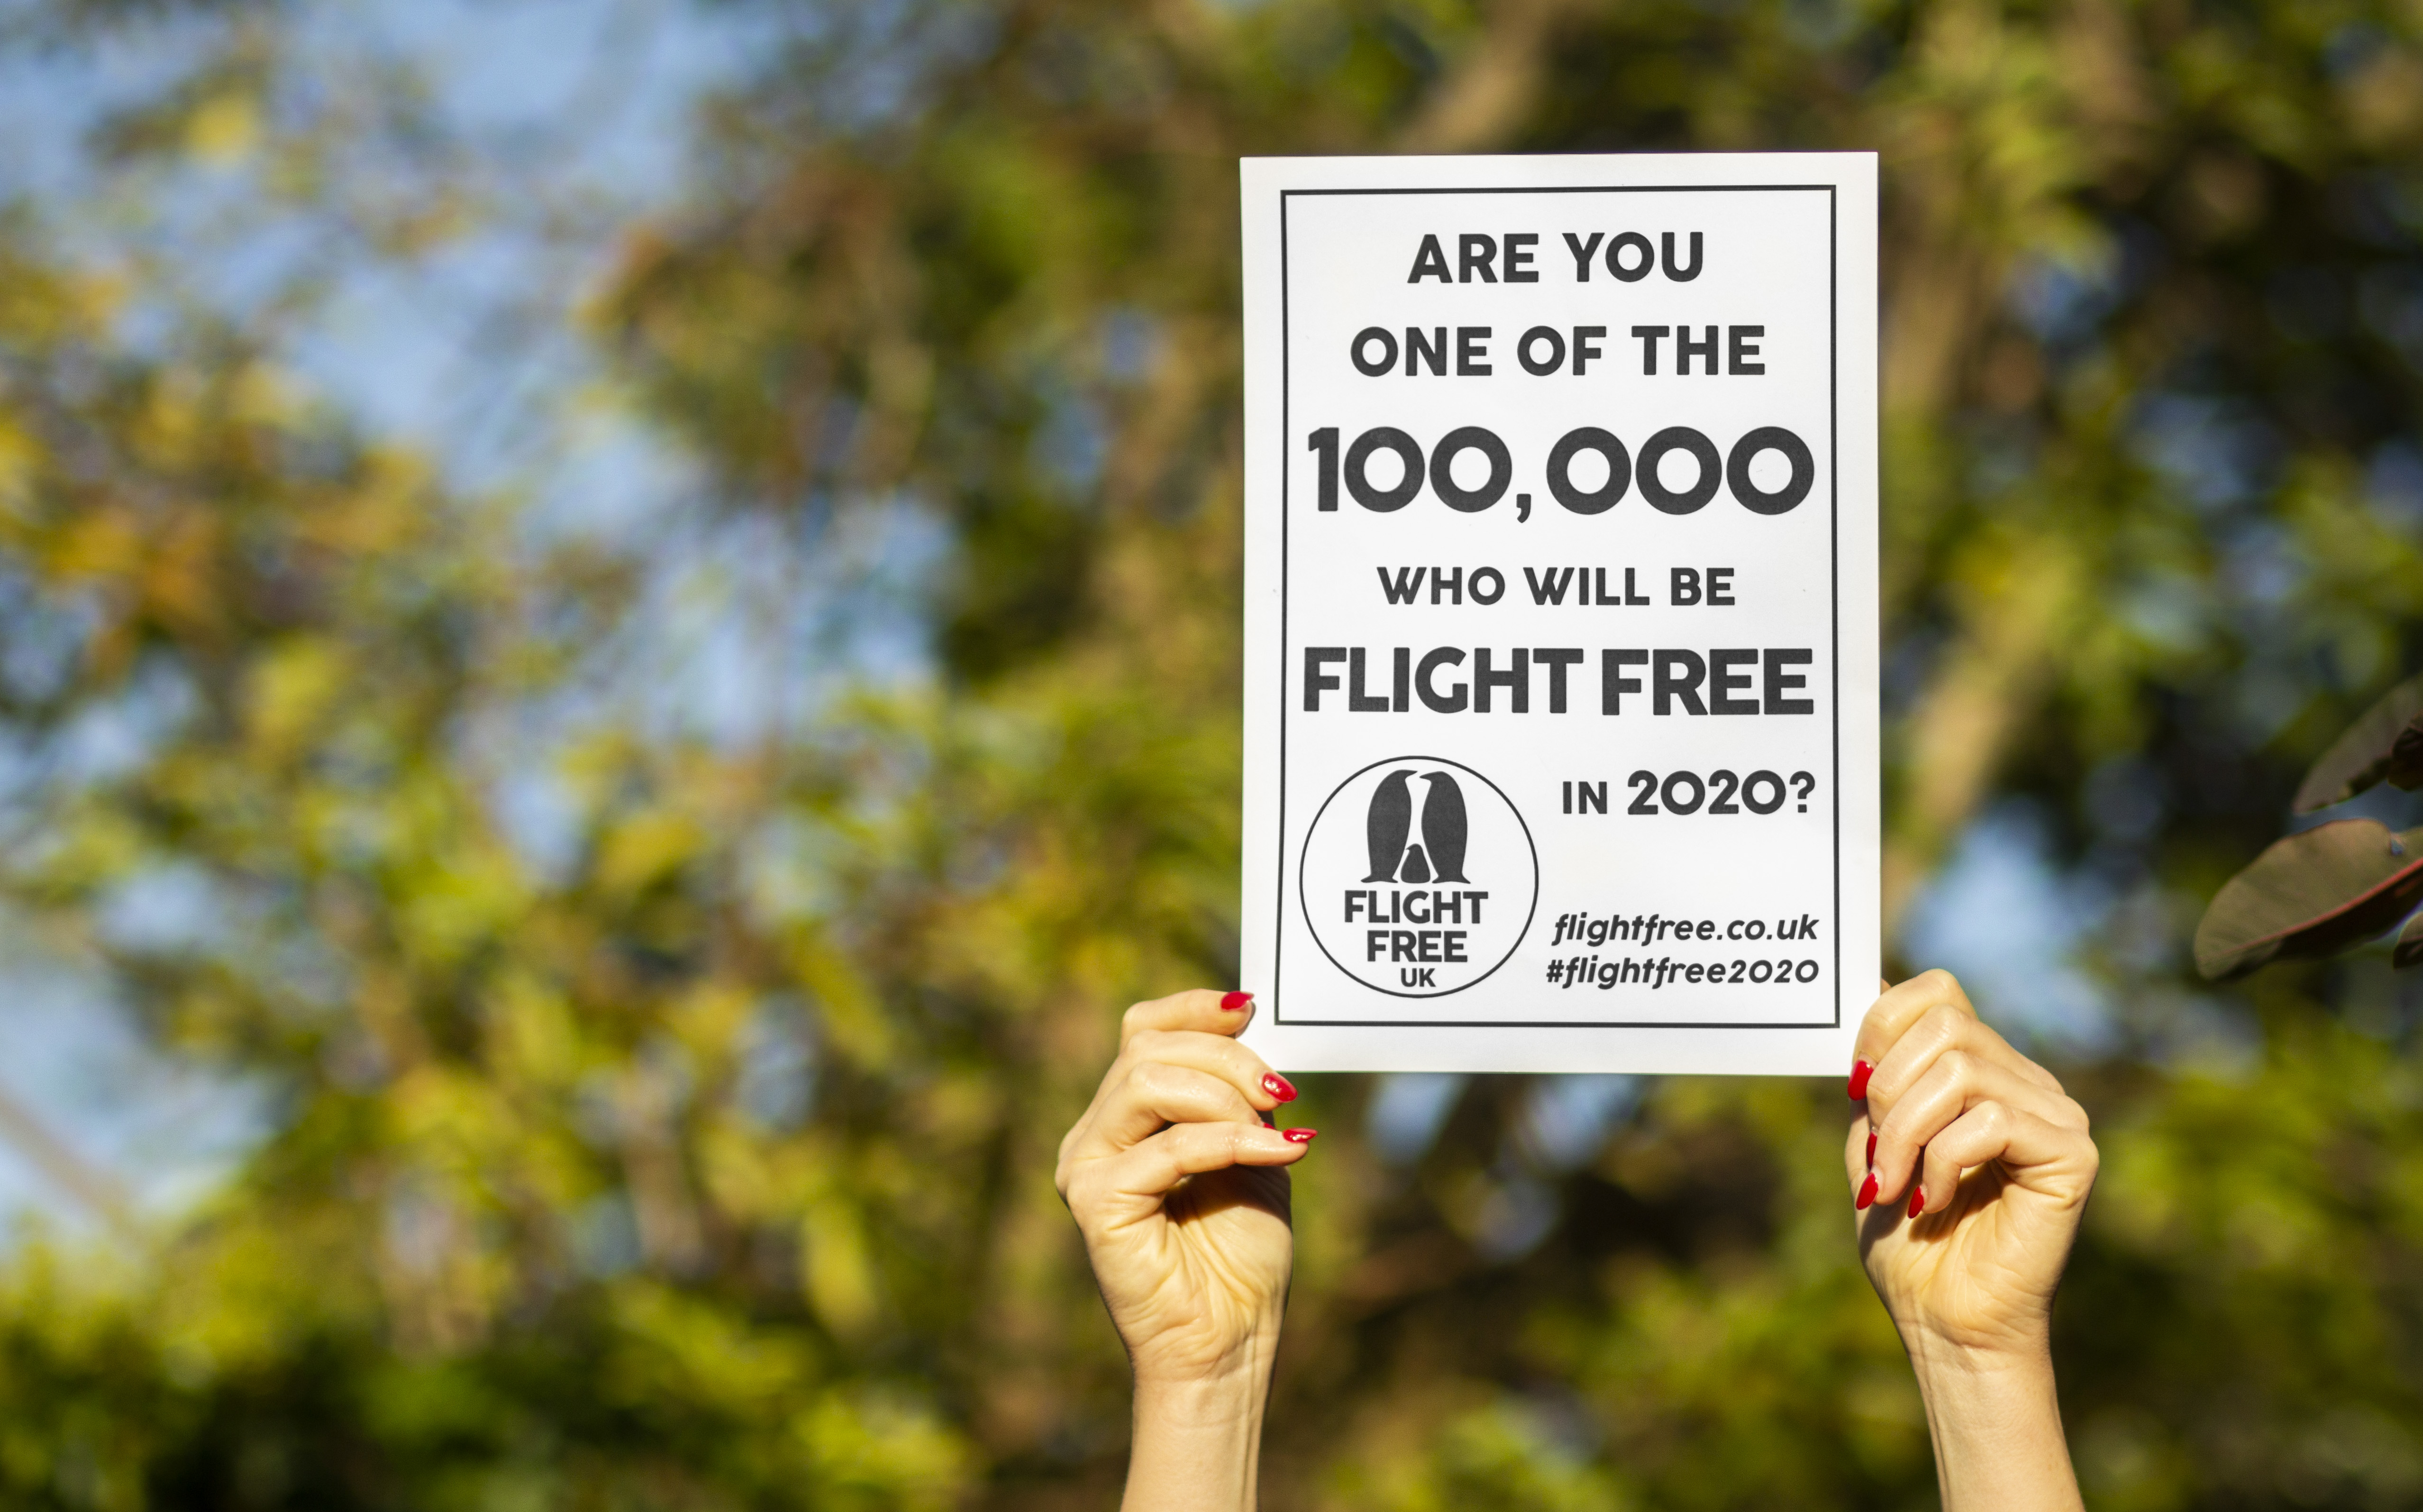 ARE YOU
ONE OF THE
100,000
WHO WILL BE
FLIGHT FREE
IN 2020?
FLIGHT
FREE
UK
flightfree.co.uk
#flightfree2020